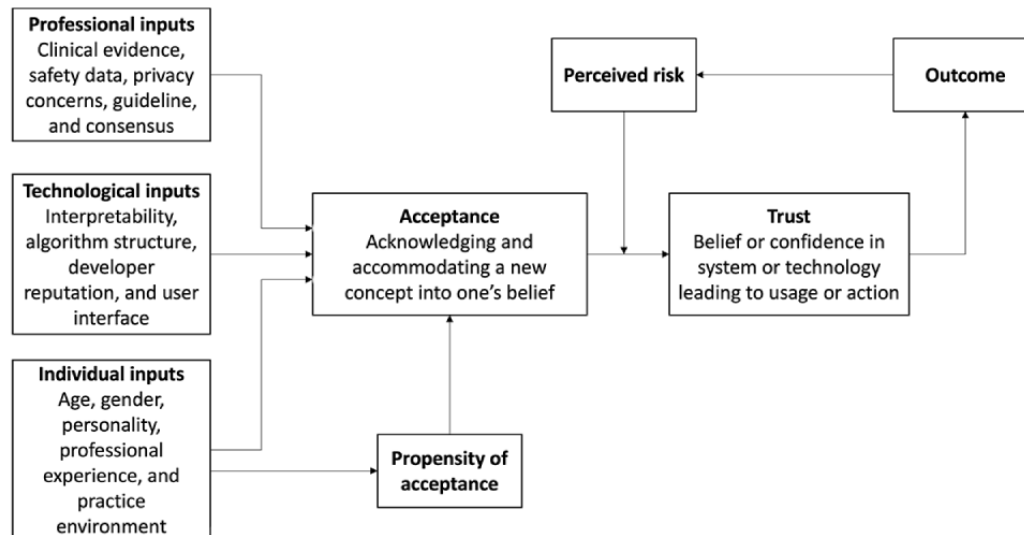 Professional inputs
Clinical evidence,
safety data, privacy
concerns, guideline,
and consensus
Technological inputs
Interpretability,
algorithm structure,
developer
reputation, and user
interface
Individual inputs
Age, gender,
personality,
professional
experience, and
practice
environment
Propensity of
acceptance
Acceptance
Acknowledging and
accommodating a new
concept into one’s belief
Perceived risk
Trust
Belief or confidence in
system or technology
leading to usage or action
Outcome